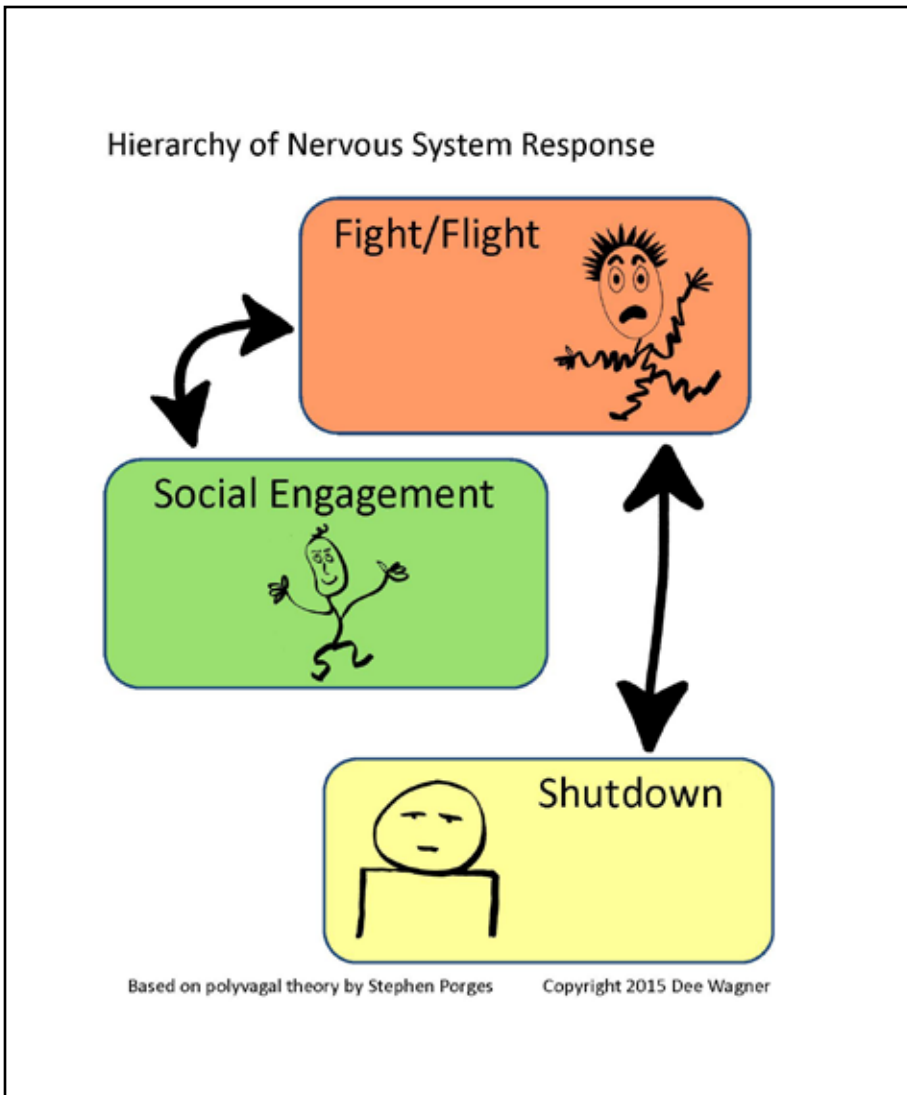 Hierarchy of Nervous System Response
Fight/Flight
Social Engagement
Shutdown
Based on polyvagal theory by Stephen Porges
Copyright 2015 Dee Wagner